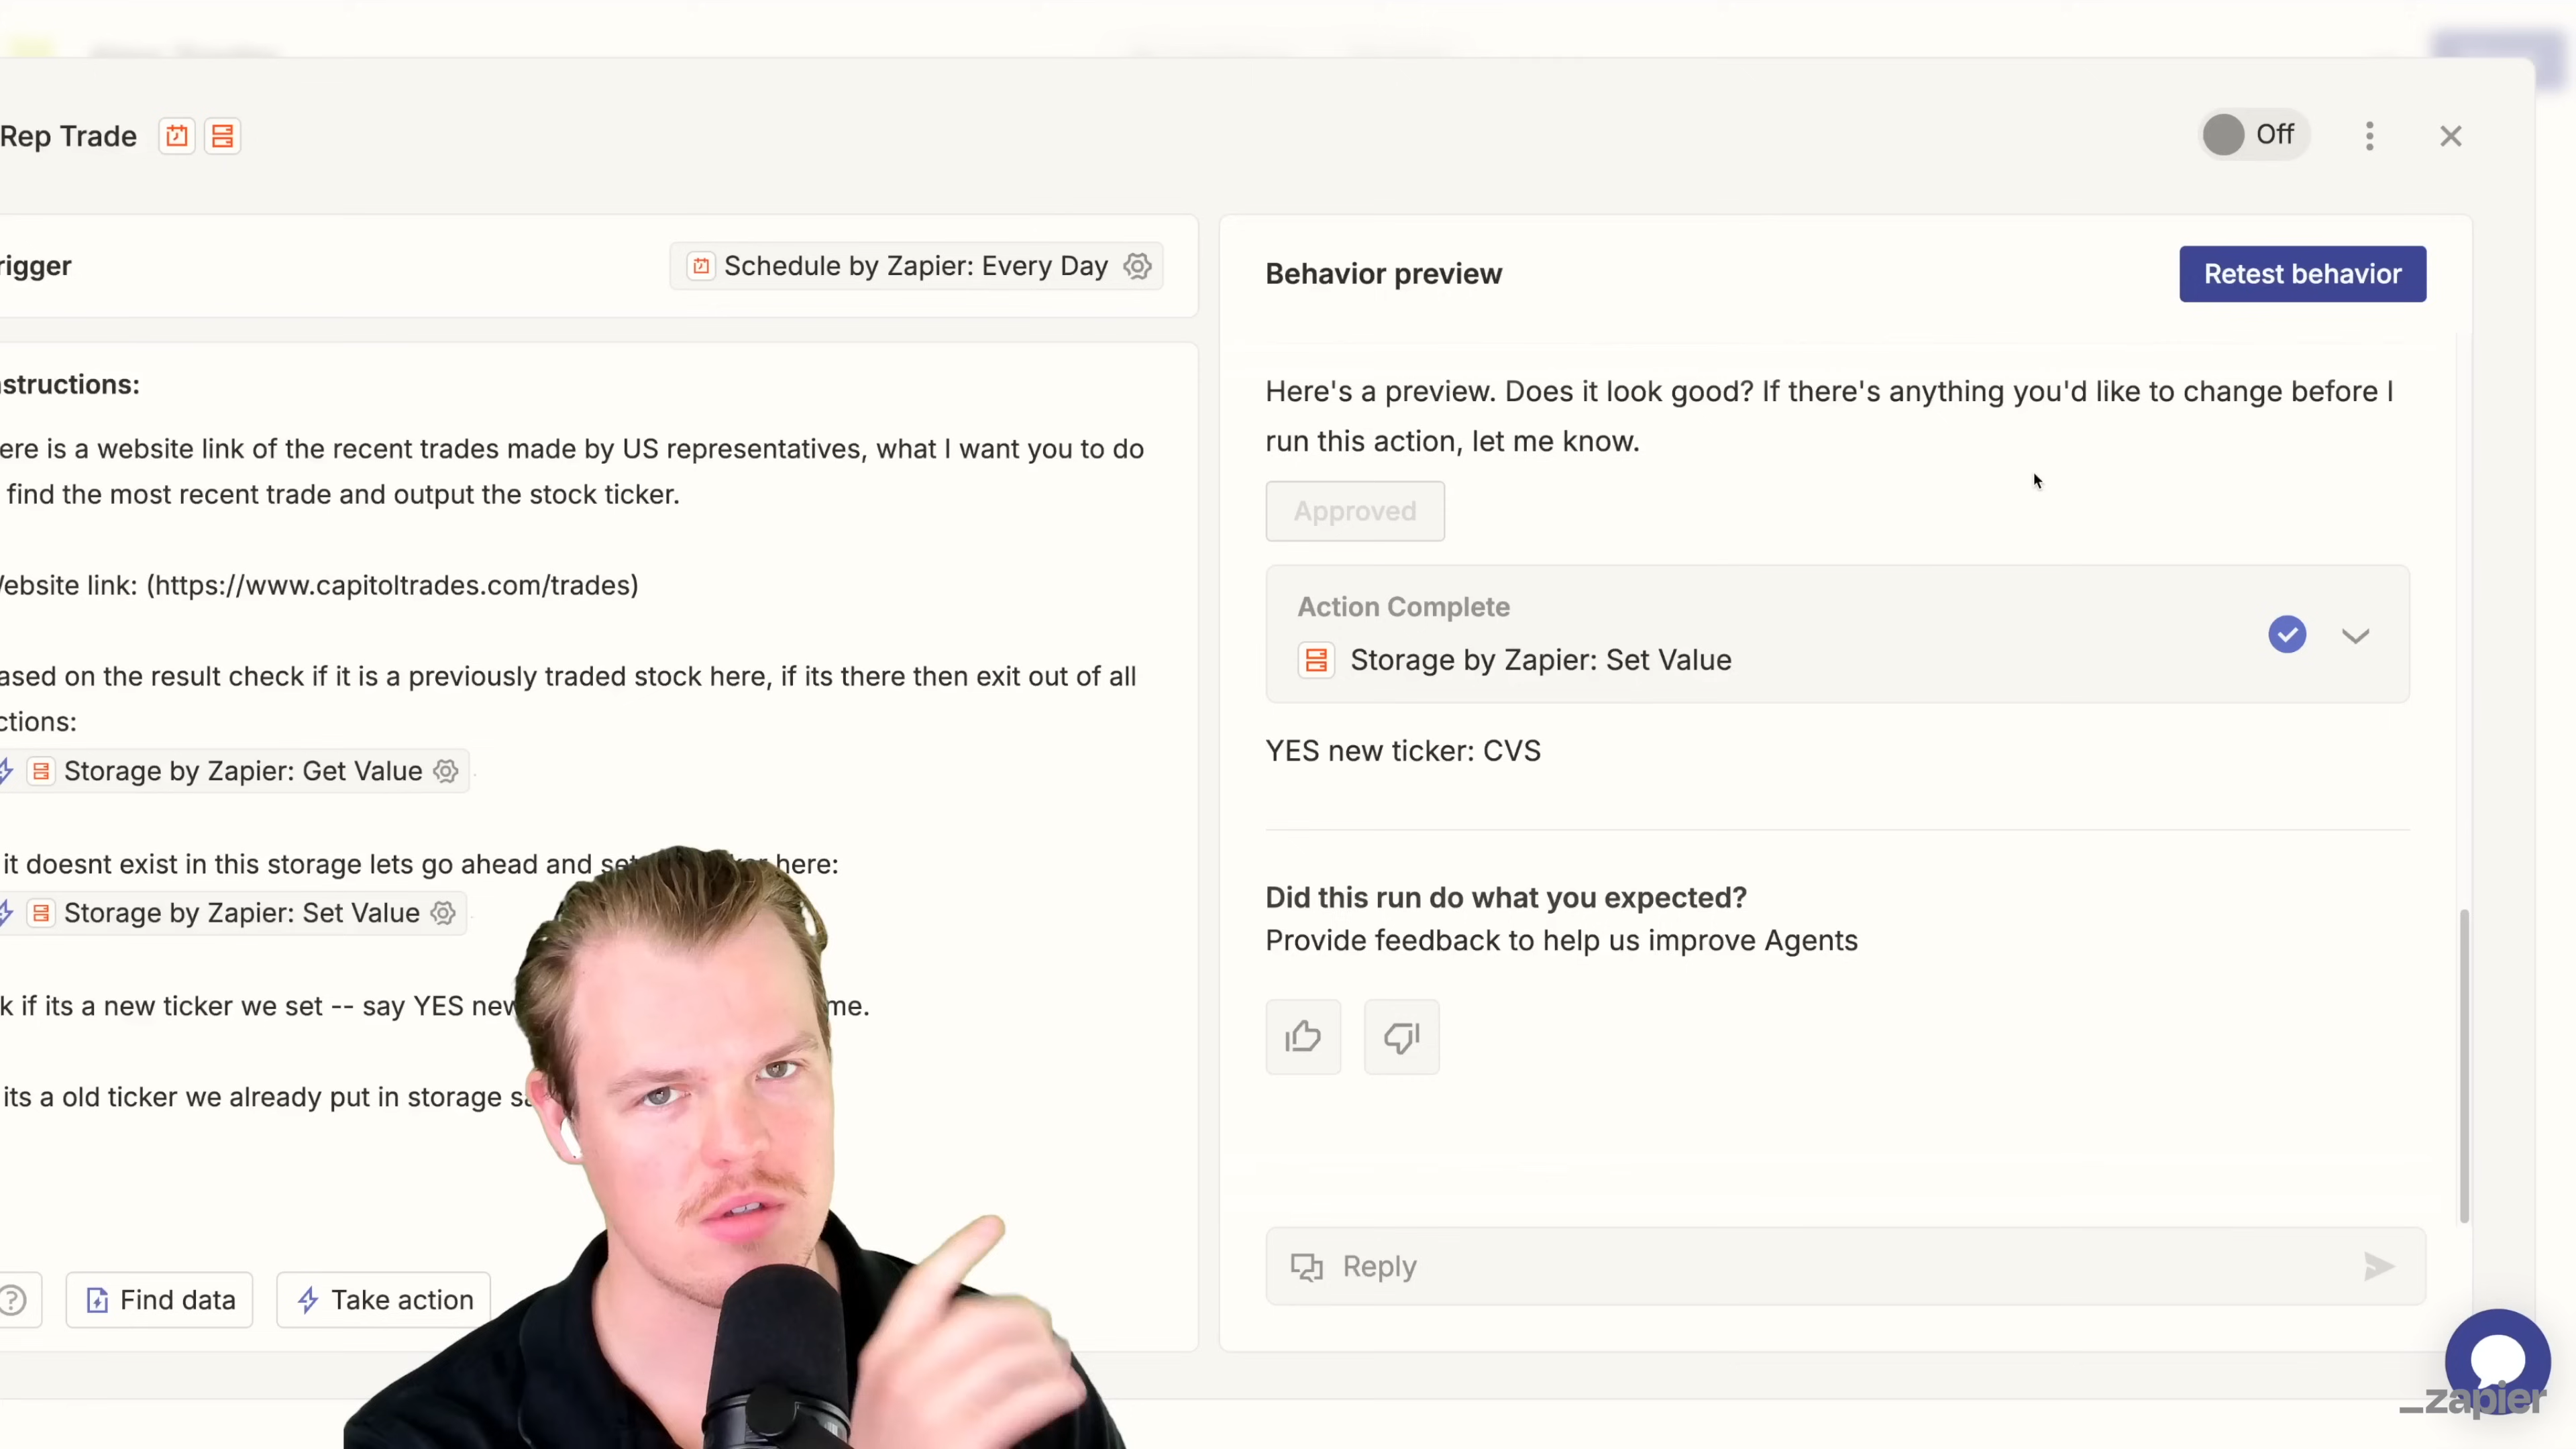 Rep Trade
Off
rigger
Schedule by Zapier: Every Day
Behavior preview
Retest behavior
nstructions:
ere is a website link of the recent trades made by US representatives, what I want you to do
find the most recent trade and output the stock ticker.
ebsite link: (https://www.capitoltrades.com/trades)
ased on the result check if it is a previously traded stock here, if its there then exit out of all
ctions:
Storage by Zapier: Get Value
it doesnt exist in this storage lets go ahead and set here:
Storage by Zapier: Set Value
k if its a new ticker we set -- say YES new me.
its a old ticker we already put in storage
Find data
Take action
Here's a preview. Does it look good? If there's anything you'd like to change before I
run this action, let me know.
Approved
Action Complete
Storage by Zapier: Set Value
YES new ticker: CVS
Did this run do what you expected?
Provide feedback to help us improve Agents
Reply
_zapier